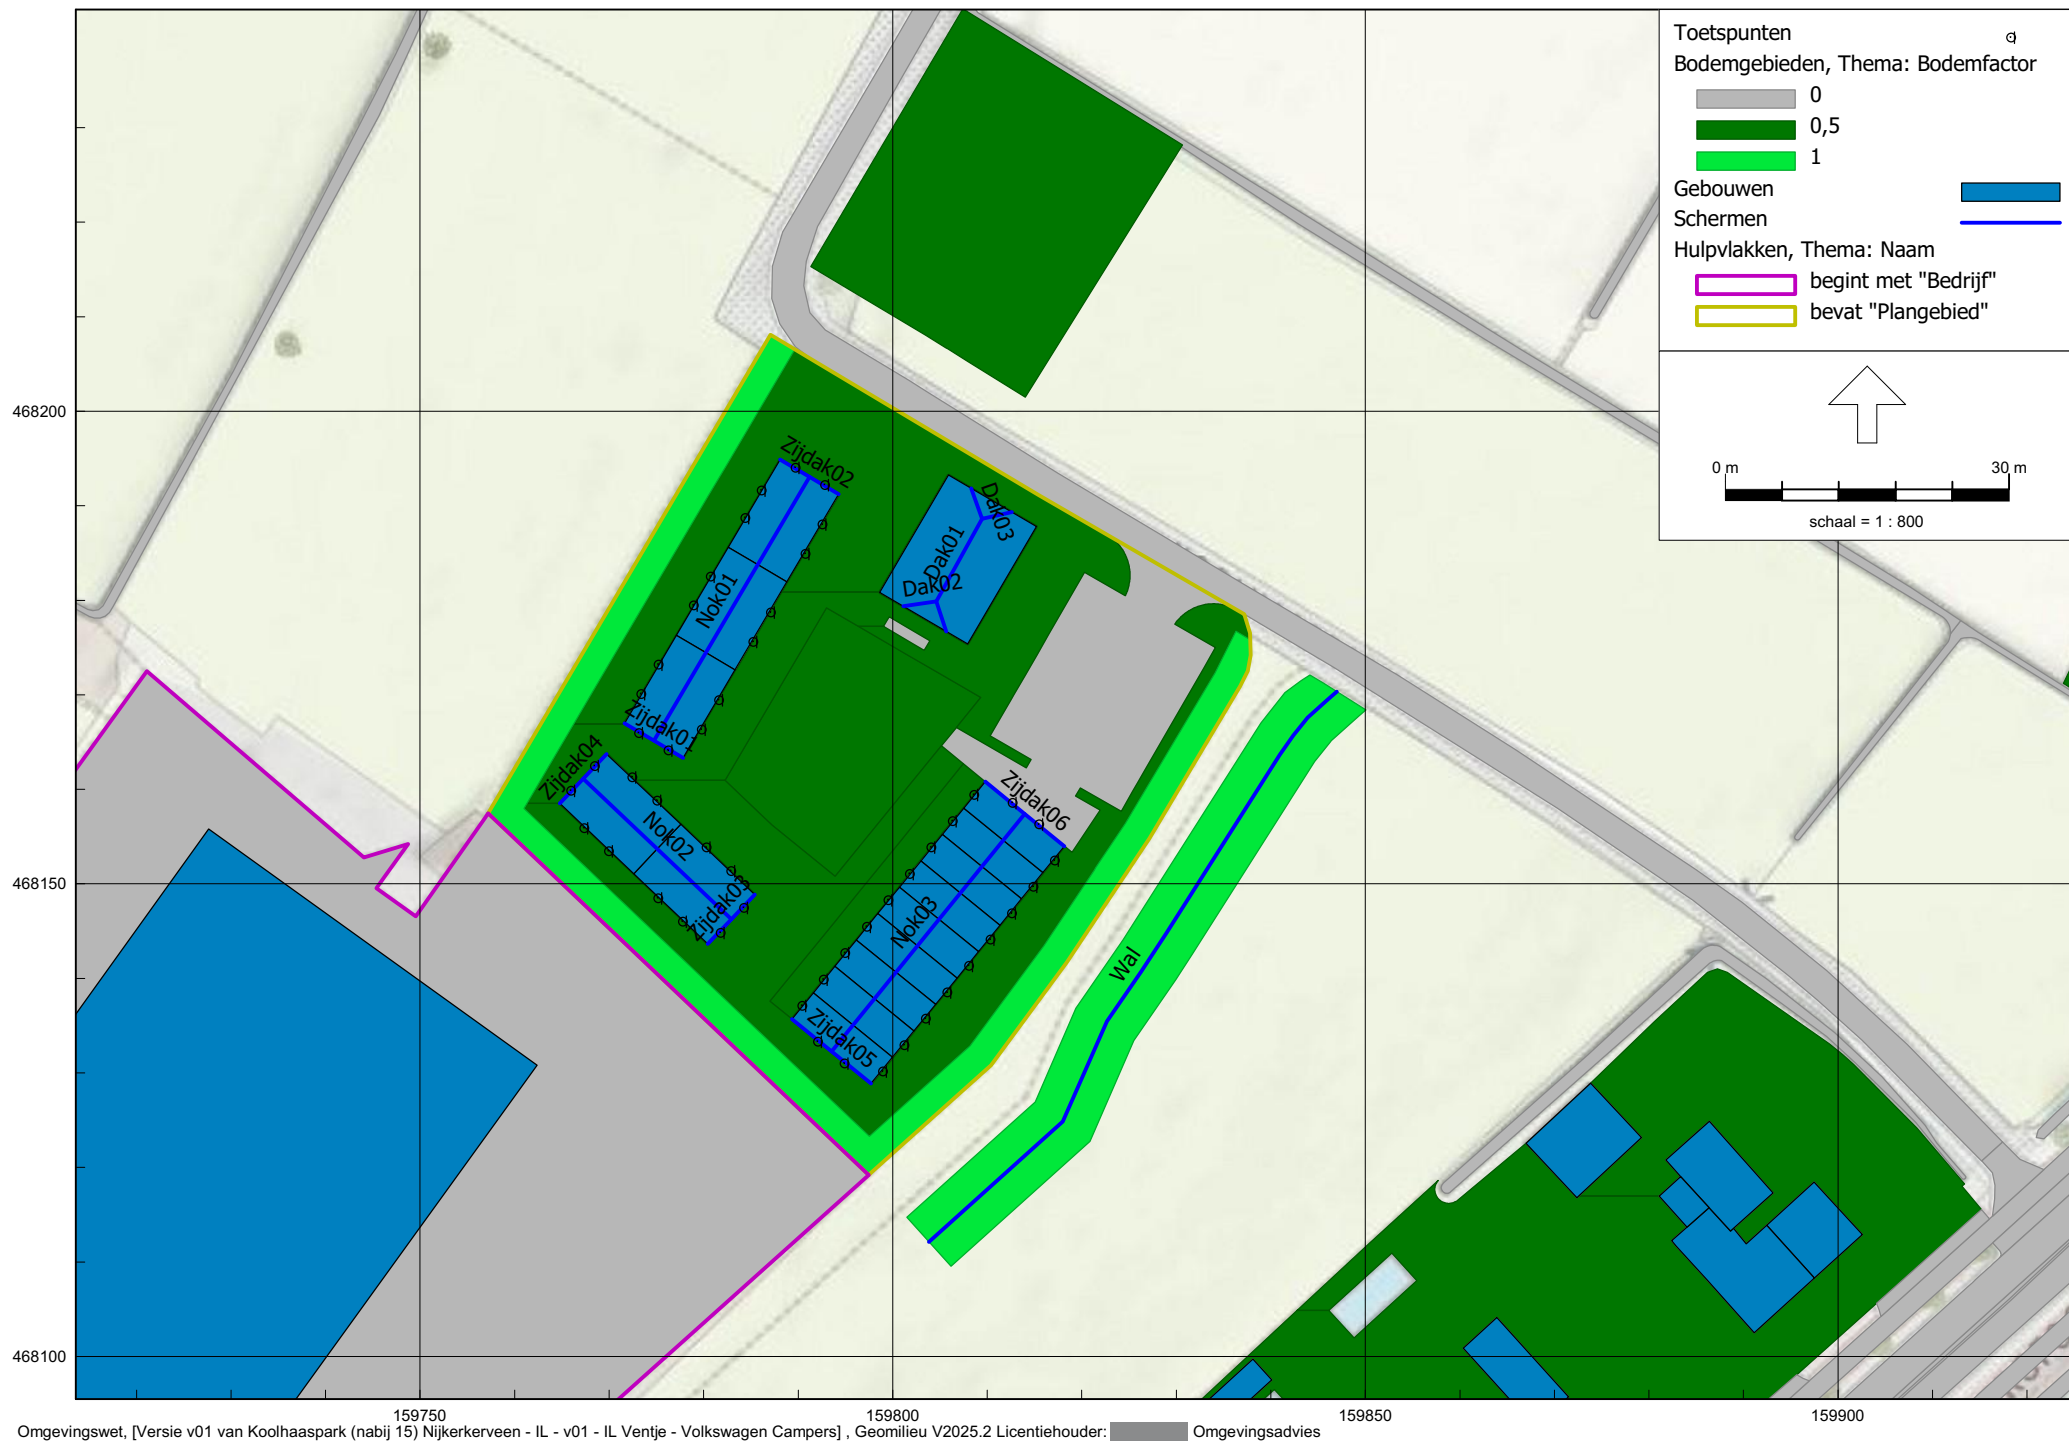 Toetspunten
Bodemgebieden, Thema: Bodemfactor
0
0,5
1
Gebouwen
Schermen
Hulpvlakken, Thema: Naam
begint met "Bedrijf"
bevat "Plangebied"
0 m 30 m
schaal = 1 : 800
468200
468150
468100
Zijdak02
Dak03
Dak01
Dak02
Nok01
Zijdak01
Zijdak04
Nok02
Zijdak03
Zijdak06
Nok03
Zijdak05
Wal
159750 159800 159850 159900
Omgevingswet, [Versie v01 van Koolhaaspark (nabij 15) Nijkerkerveen - IL - v01 - IL Ventje - Volkswagen Campers] , Geomilieu V2025.2 Licentiehouder: Omgevingsadvies